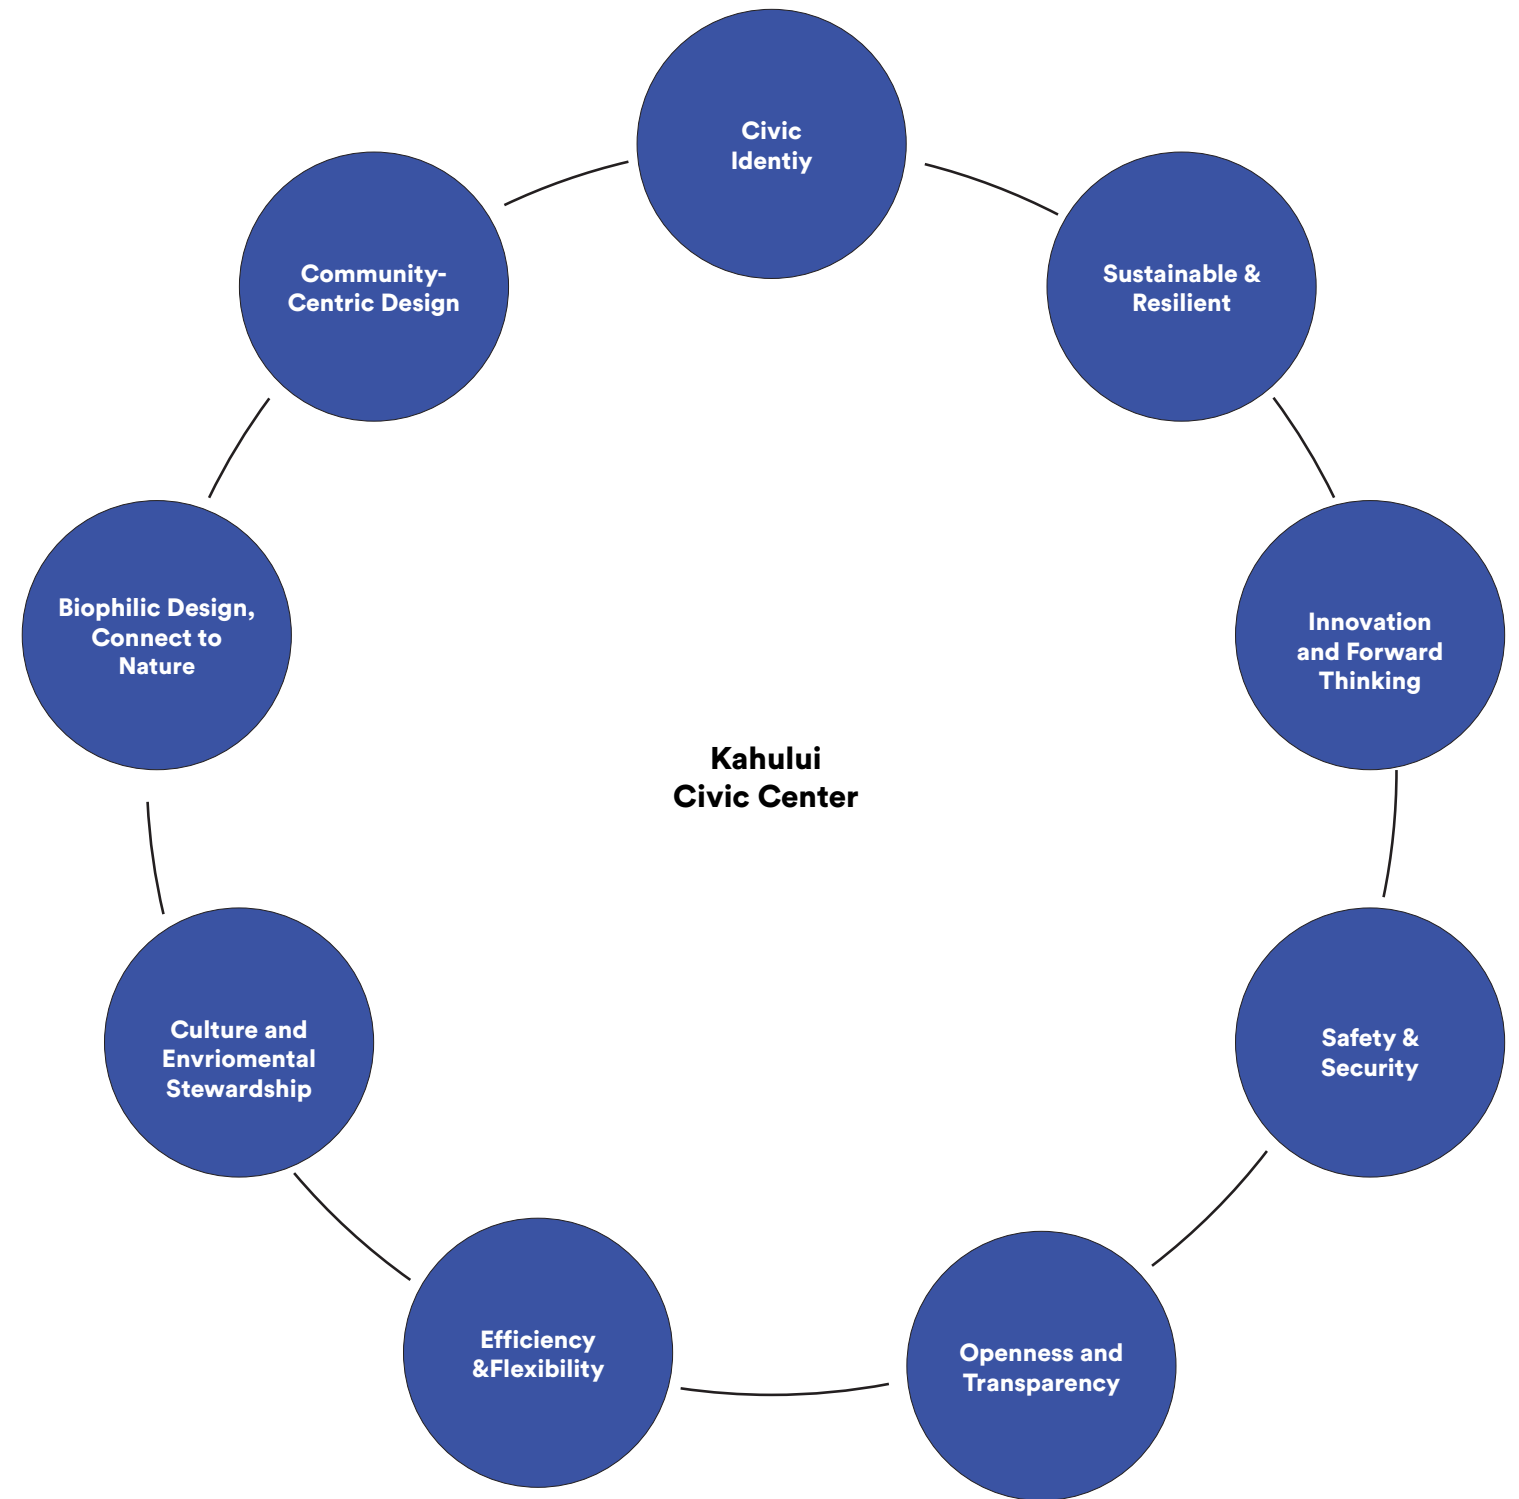 Civic
Identiy
Community-
Centric Design
Sustainable &
Resilient
Biophilic Design,
Connect to
Nature
Innovation
and Forward
Thinking
Kahului
Civic Center
Culture and
Envriomental
Stewardship
Safety &
Security
Efficiency
&Flexibility
Openness and
Transparency